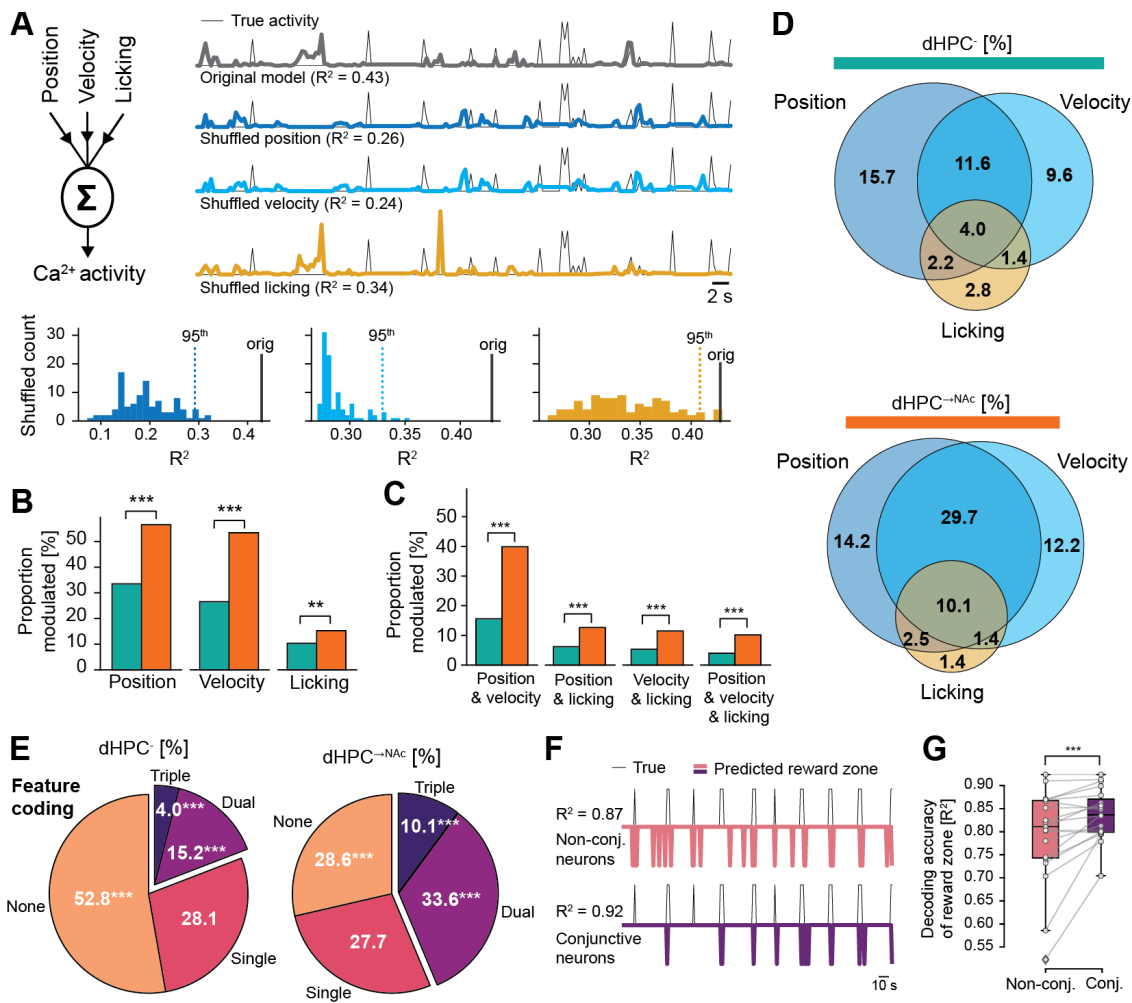 A
Position
Velocity
Licking
Σ
Ca2+ activity
True activity
Original model (R2 = 0.43)
Shuffled position (R2 = 0.26)
Shuffled velocity (R2 = 0.24)
Shuffled licking (R2 = 0.34)
2 s
Shuffled count
30
20
10
0
95th
orig
0.1 0.2 0.3 0.4
R2
95th
orig
0.30 0.40
R2
95th
orig
0.30 0.40
R2
B
Proportion
modulated [%]
50
40
30
20
10
0
***
***
**
Position
Velocity
Licking
C
Proportion
modulated [%]
50
40
30
20
10
0
***
***
***
***
Position
& velocity
Position
& licking
Velocity
& licking
Position
& velocity
& licking
D
dHPC- [%]
Position
Velocity
15.7
11.6
9.6
4.0
2.2
1.4
2.8
Licking
dHPC→NAc [%]
Position
Velocity
14.2
29.7
12.2
10.1
2.5
1.4
1.4
Licking
E
Feature
coding
dHPC- [%]
Triple
4.0***
Dual
15.2***
None
52.8***
28.1
Single
dHPC→NAc [%]
Triple
10.1***
None
28.6***
33.6***
Dual
27.7
Single
F
True
Predicted reward zone
R2 = 0.87
Non-conj.
neurons
R2 = 0.92
Conjunctive
neurons
10 s
G
***
Decoding accuracy
of reward zone [R2]
0.90
0.85
0.80
0.75
0.70
0.65
0.60
0.55
Non-conj.
Conj.